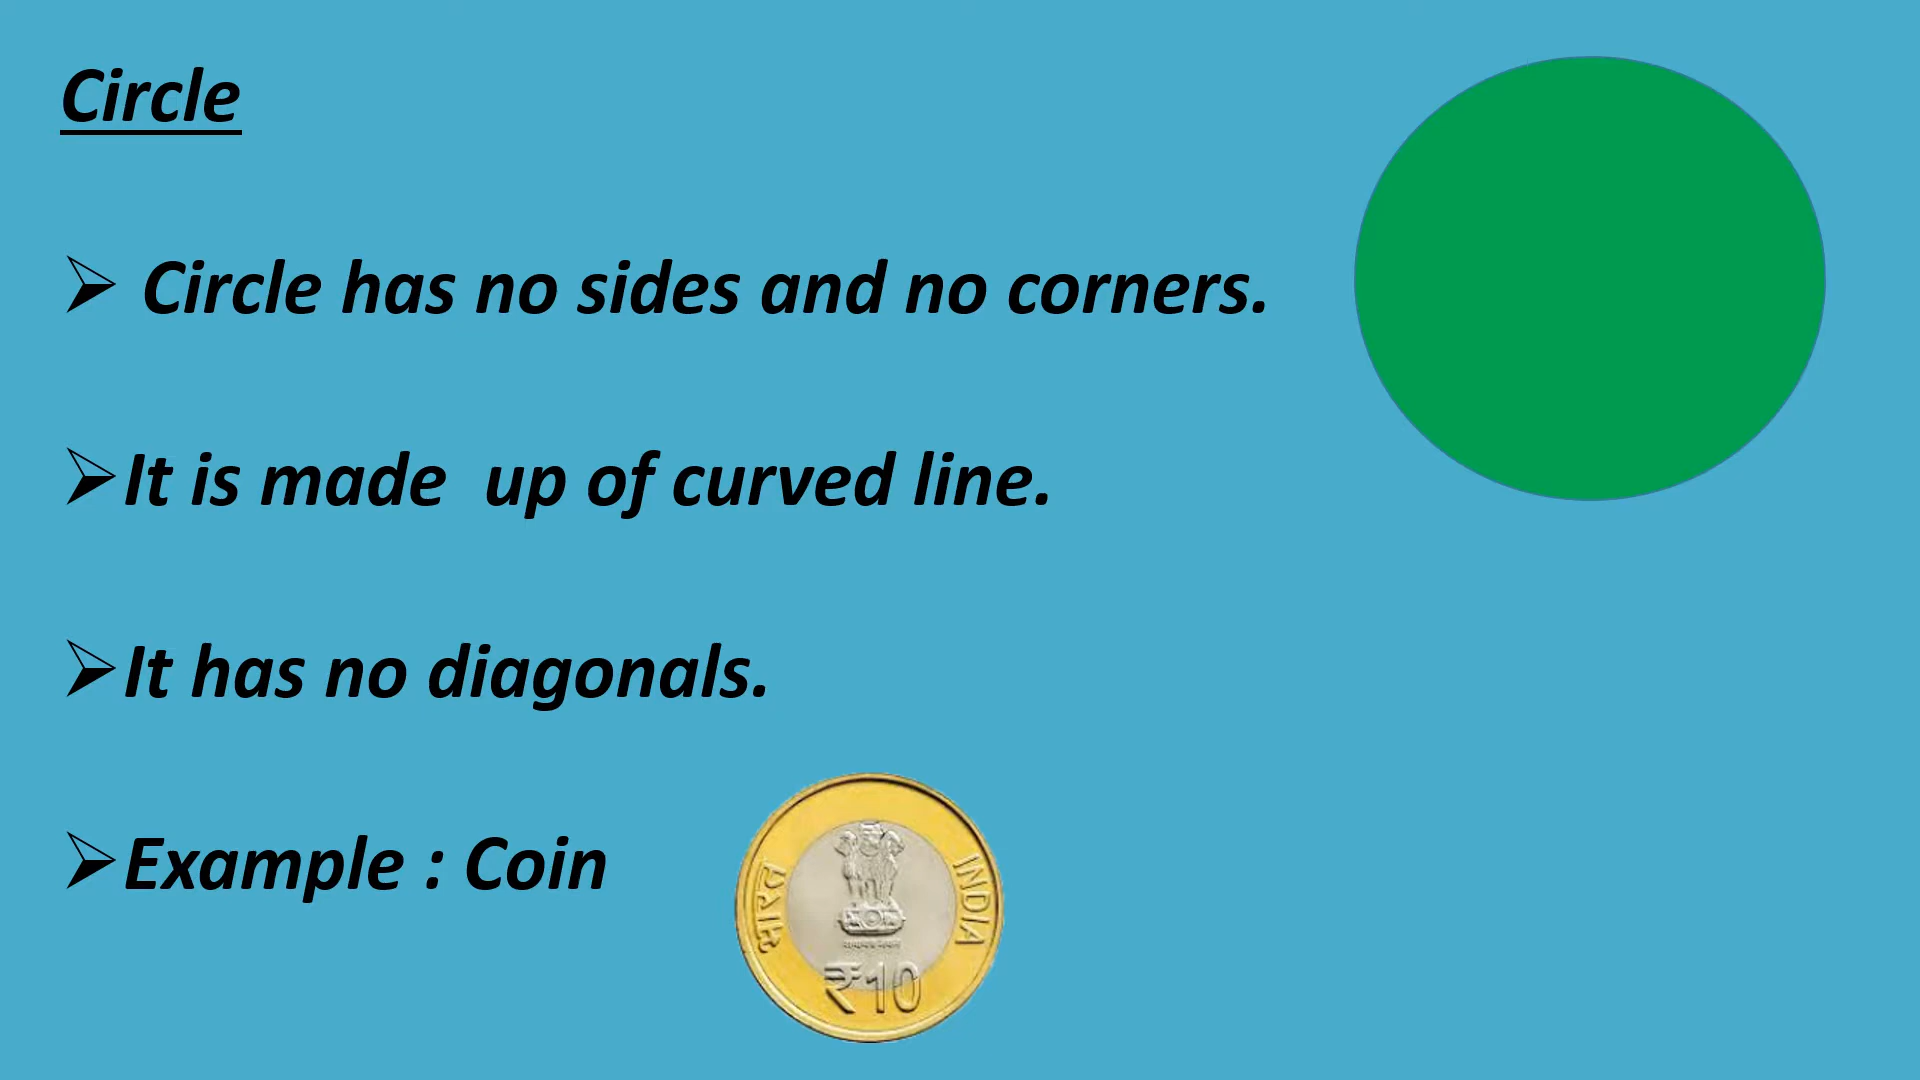 Circle
➢ Circle has no sides and no corners.
➢It is made  up of curved line.
➢It has no diagonals.
➢Example : Coin
भारत
INDIA
₹10